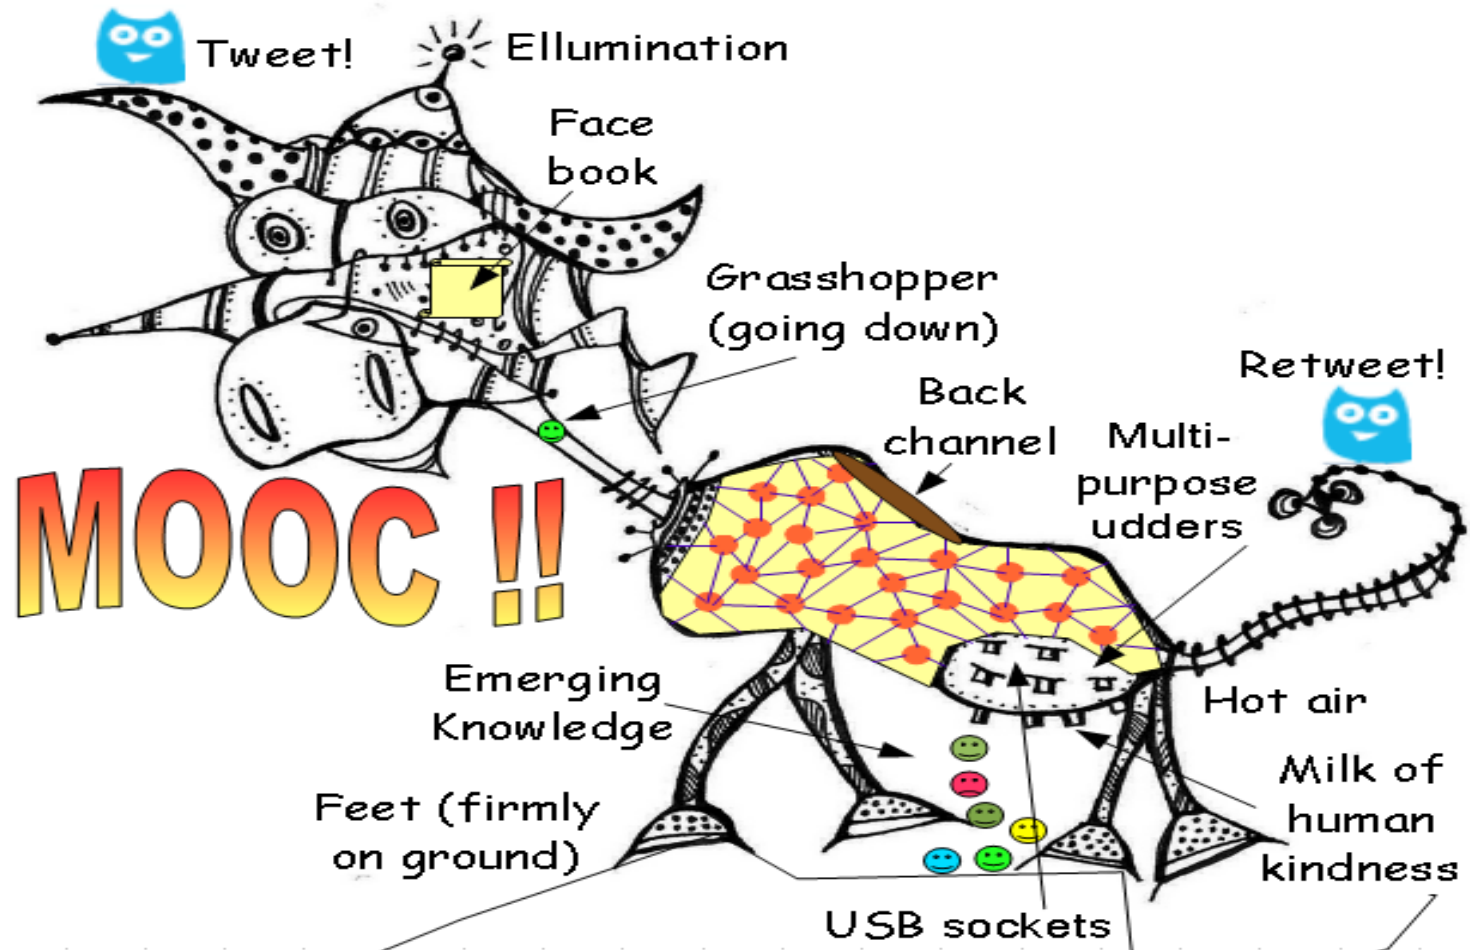 Tweet!
Ellumination
Face
book
Grasshopper
(going down)
Retweet!
Back
channel
Multi-
purpose
udders
MOOC !!
Emerging
Knowledge
Hot air
Milk of
human
kindness
Feet (firmly
on ground)
USB sockets